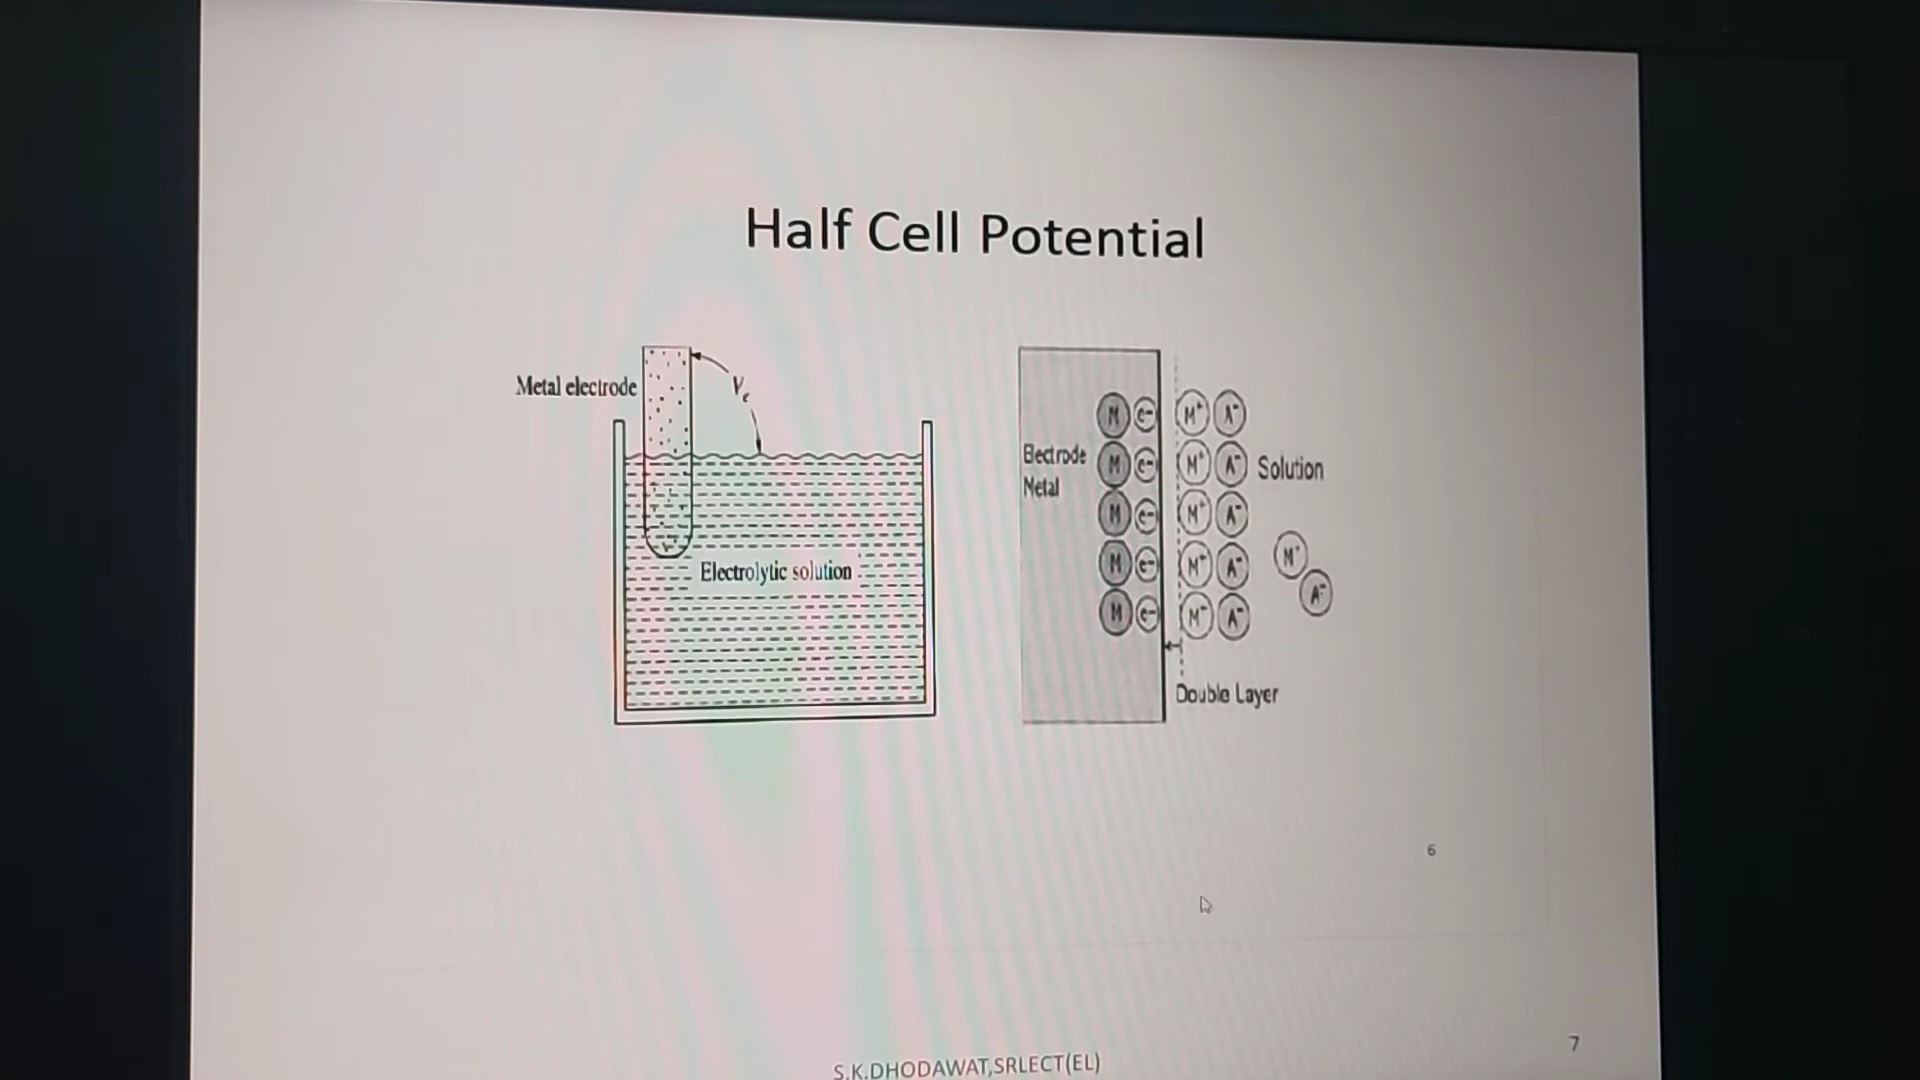 Half Cell Potential
Metal electrode
Vₑ
Electrolytic solution
Electrode
Metal
M e- M⁺ A⁻
M e- M⁺ A⁻
M e- M⁺ A⁻
M e- M⁺ A⁻
M e- M⁻ A⁻
Solution
M⁺
A⁻
Double Layer
6
7
S.K.DHODAWAT,SRLECT(EL)